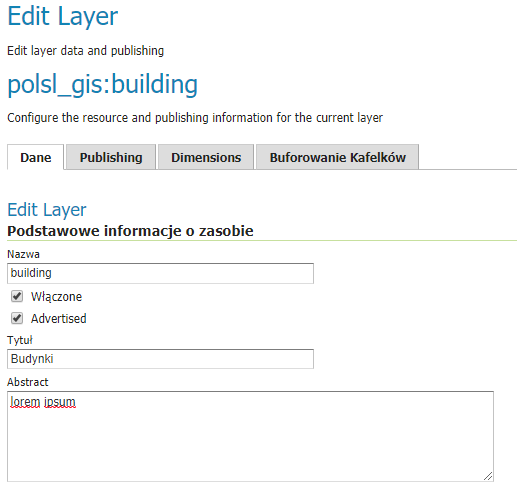 Edit Layer
Edit layer data and publishing
polsl_gis:building
Configure the resource and publishing information for the current layer
Dane Publishing Dimensions Buforowanie Kafelków
Edit Layer
Podstawowe informacje o zasobie
Nazwa
building
Włączone
Advertised
Tytuł
Budynki
Abstract
lorem ipsum